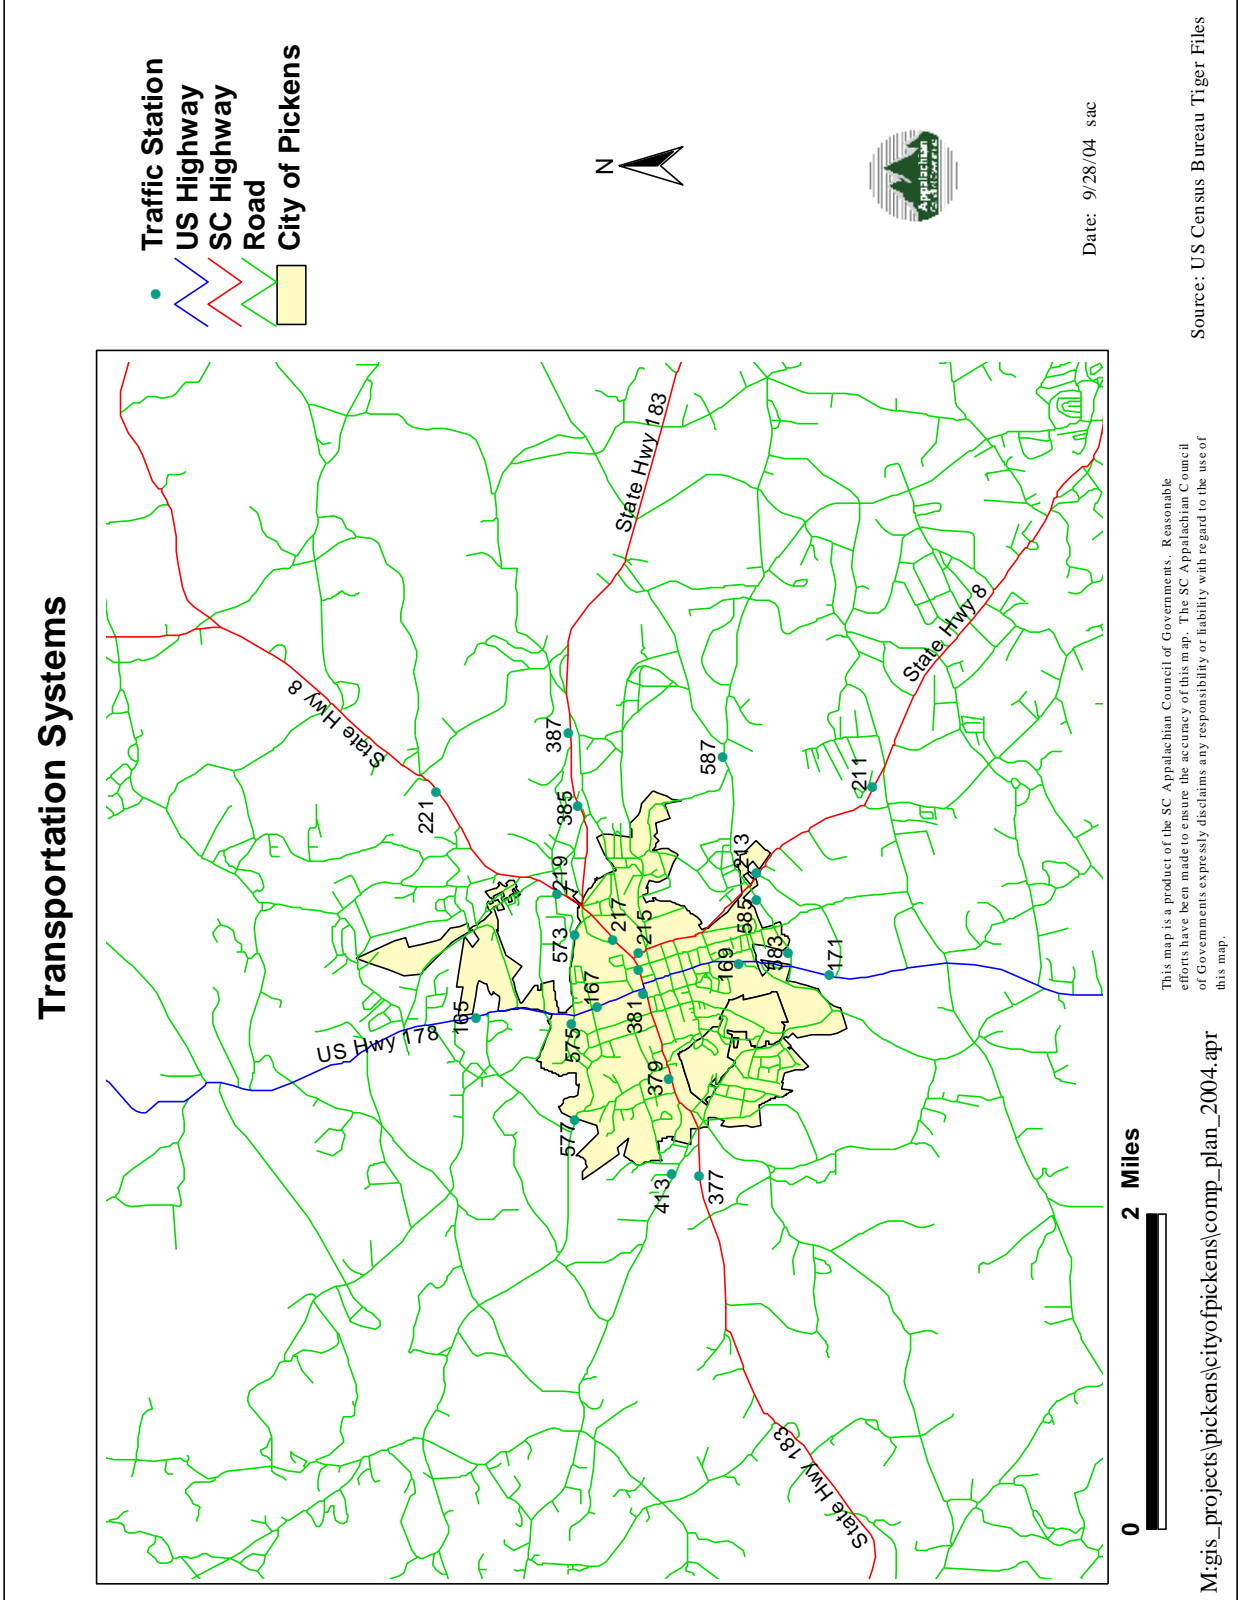 Transportation Systems
Traffic Station
US Highway
SC Highway
Road
City of Pickens
N
Appalachian
Date: 9/28/04 sac
Source: US Census Bureau Tiger Files
State Hwy 8
State Hwy 183
US Hwy 178
State Hwy 8
State Hwy 183
221
387
385
219
587
211
213
585
217
215
573
583
169
171
167
165
381
575
379
577
413
377
0
2
Miles
This map is a product of the SC Appalachian Council of Governments. Reasonable
efforts have been made to ensure the accuracy of this map. The SC Appalachian Council
of Governments expressly disclaims any responsibility or liability with regard to the use of
this map.
M:gis_projects\pickens\cityofpickens\comp_plan_2004.apr